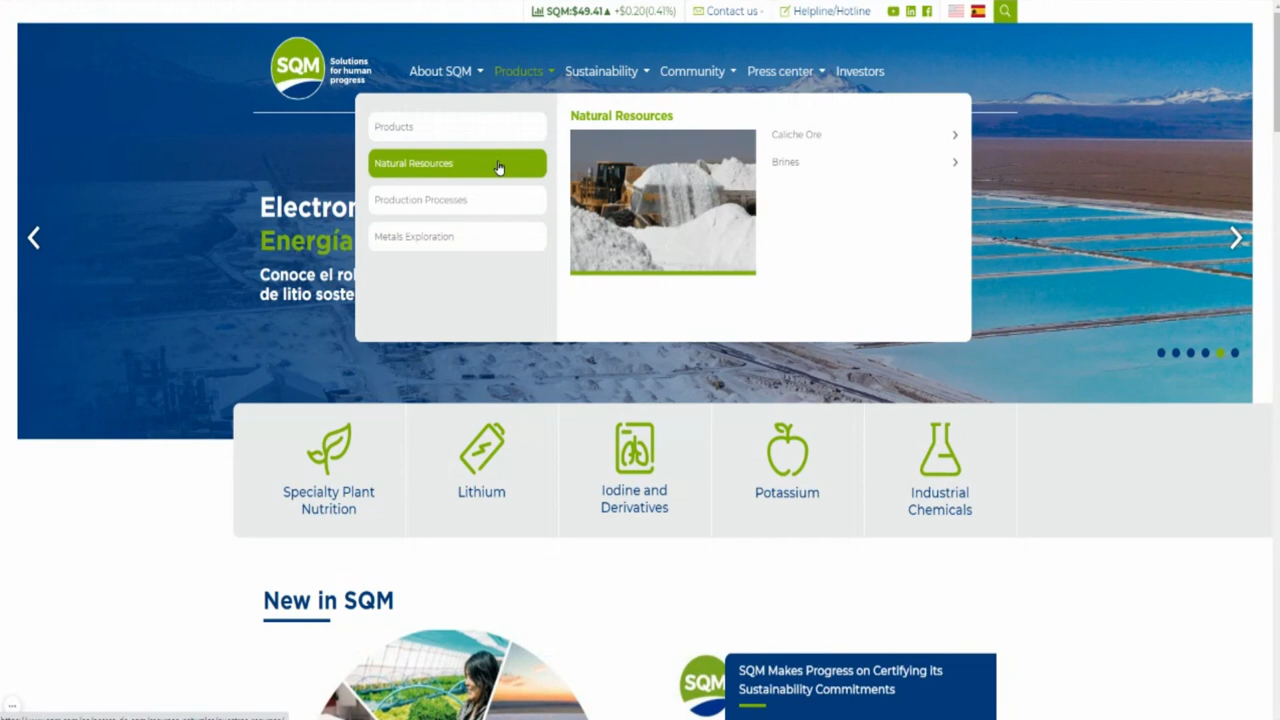 SQM:$49.41▲ +$0.20(0.41%)
Contact us
Helpline/Hotline
SQM
Solutions
for human
progress
About SQM
Products
Sustainability
Community
Press center
Investors
Products
Natural Resources
Production Processes
Metals Exploration
Natural Resources
Caliche Ore
Brines
Electro
Energía
Conoce el ro
de litio soste
Specialty Plant
Nutrition
Lithium
Iodine and
Derivatives
Potassium
Industrial
Chemicals
New in SQM
SQM
SQM Makes Progress on Certifying its
Sustainability Commitments